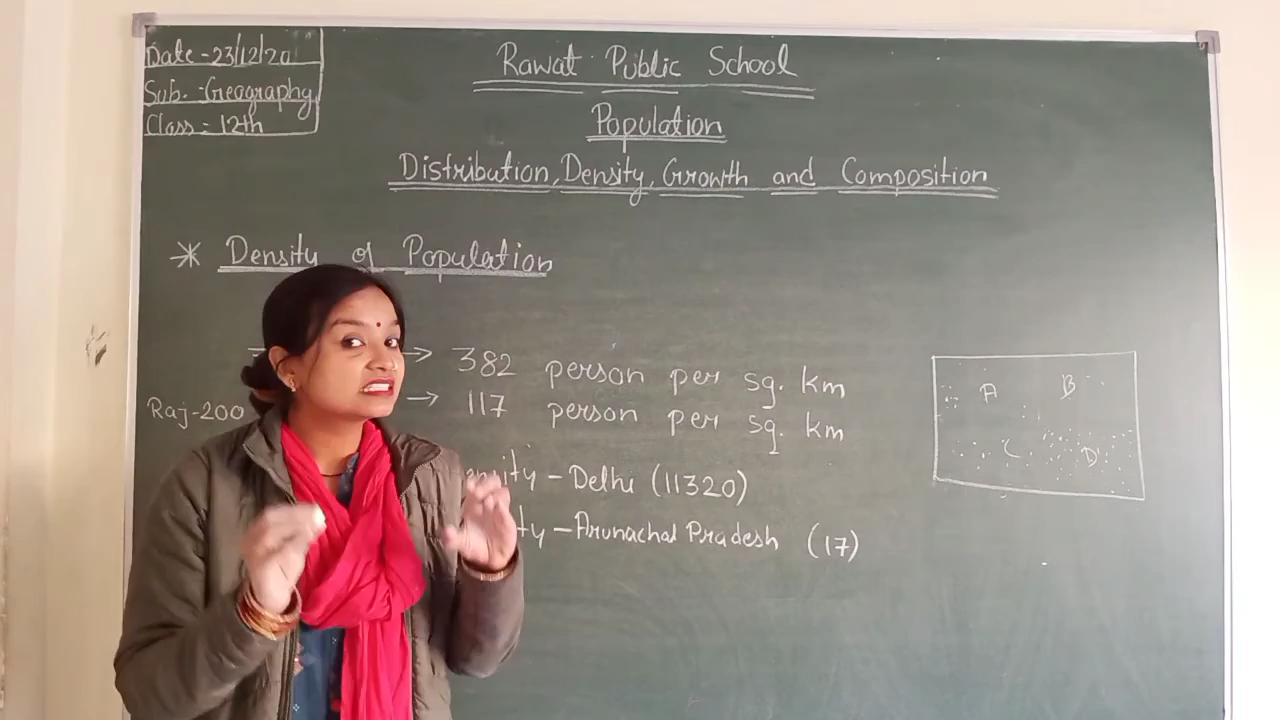 Date -23/12/20
Sub. :- Geography
Class :- 12th
Rawat Public School
Population
Distribution, Density, Growth and Composition
* Density of Population
→ 382 person per sq. km
Raj-200 → 117 person per sq. km
- Delhi (11320)
- Arunachal Pradesh (17)
A B
C D